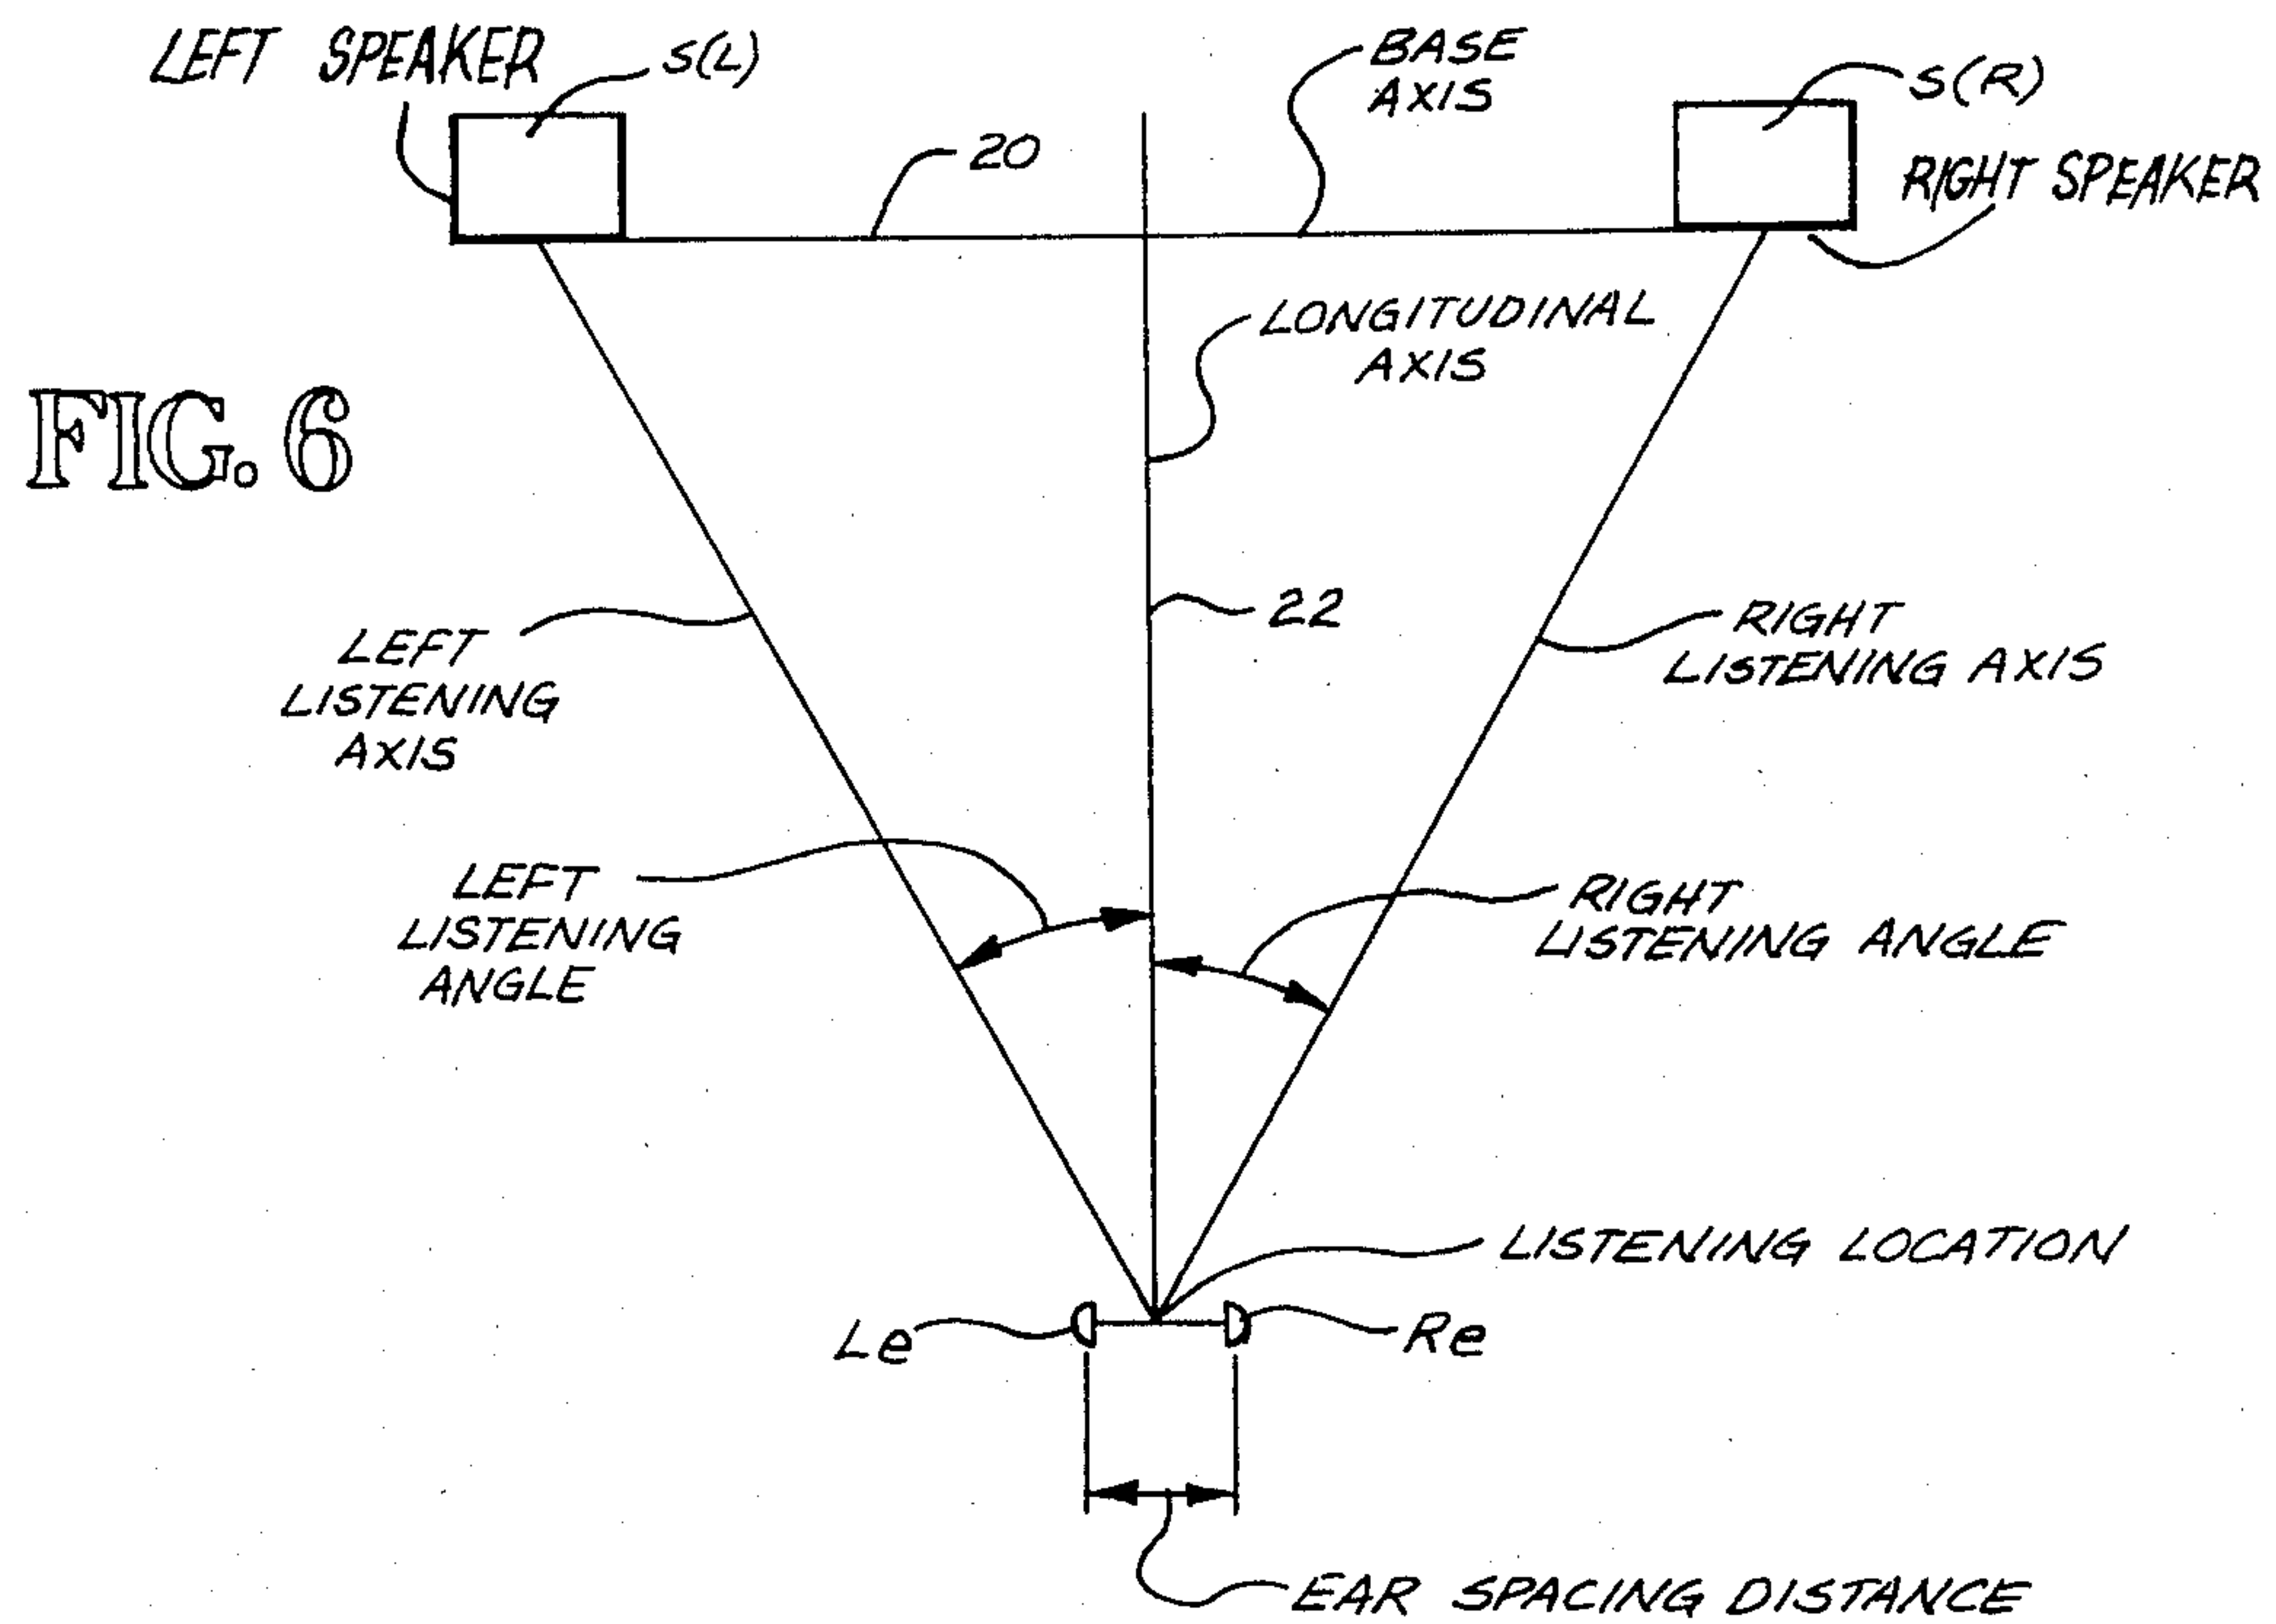 LEFT SPEAKER
S(L)
BASE
AXIS
S(R)
20
RIGHT SPEAKER
LONGITUDINAL
AXIS
FIG. 6
22
LEFT
LISTENING
AXIS
RIGHT
LISTENING AXIS
LEFT
LISTENING
ANGLE
RIGHT
LISTENING ANGLE
LISTENING LOCATION
Le
Re
EAR SPACING DISTANCE